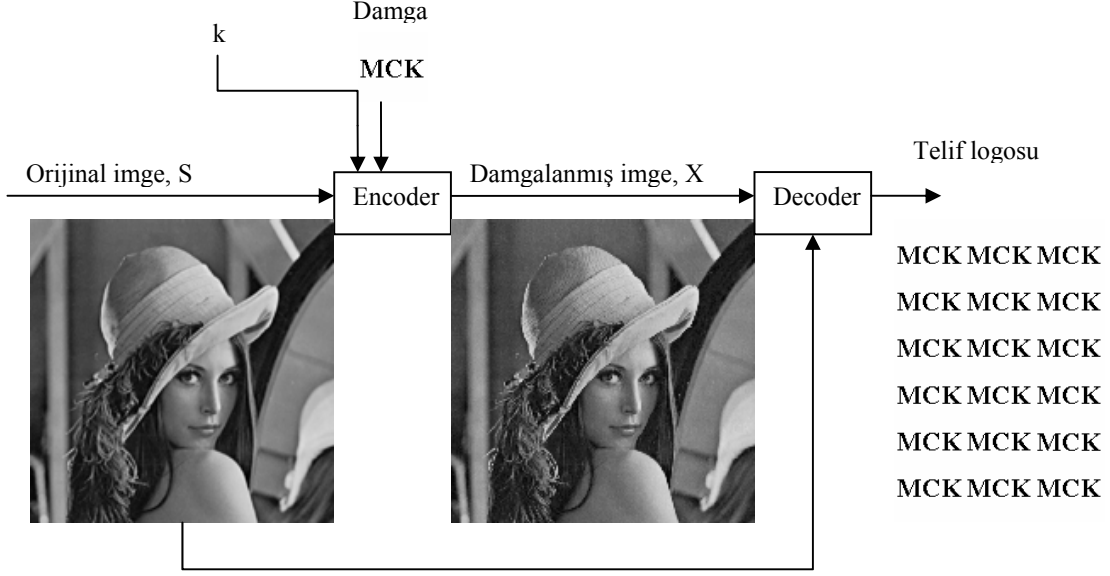 Damga
k
MCK
Telif logosu
Orijinal imge, S
Encoder
Damgalanmış imge, X
Decoder
MCK MCK MCK
MCK MCK MCK
MCK MCK MCK
MCK MCK MCK
MCK MCK MCK
MCK MCK MCK